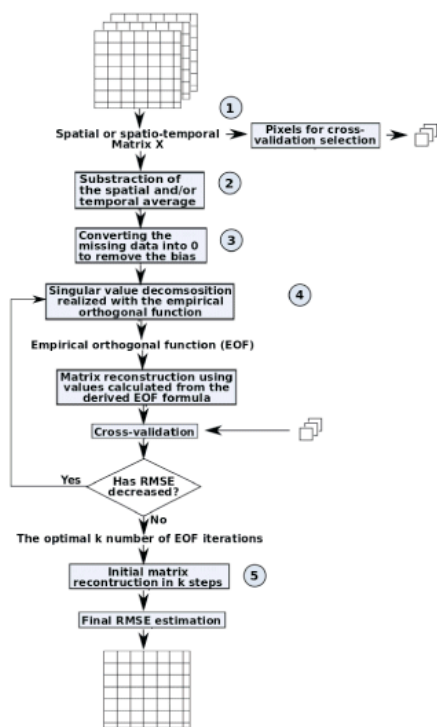 1
Spatial or spatio-temporal
Matrix X
Pixels for cross-
validation selection
Substraction of
the spatial and/or
temporal average
2
Converting the
missing data into 0
to remove the bias
3
Singular value decomsosition
realized with the empirical
orthogonal function
4
Empirical orthogonal function (EOF)
Matrix reconstruction using
values calculated from the
derived EOF formula
Cross-validation
Yes
Has RMSE
decreased?
No
The optimal k number of EOF iterations
Initial matrix
recontruction in k steps
5
Final RMSE estimation